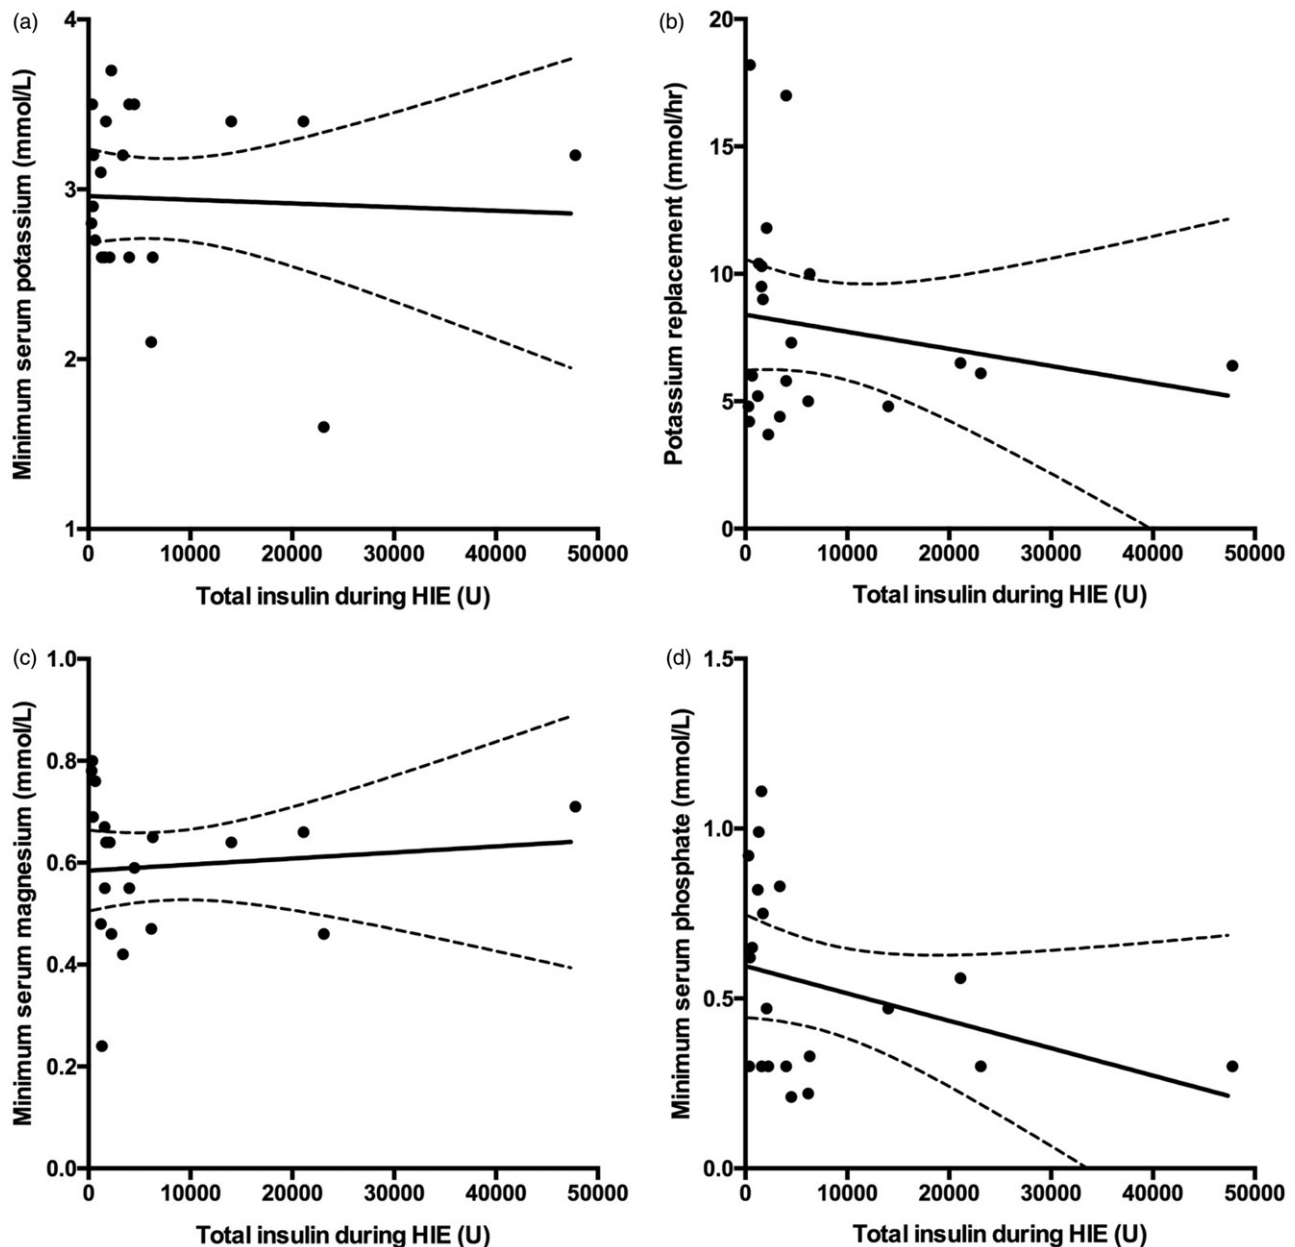 (a)
Minimum serum potassium (mmol/L)
4
3
2
1
0 10000 20000 30000 40000 50000
Total insulin during HIE (U)
(b)
Potassium replacement (mmol/hr)
20
15
10
5
0
0 10000 20000 30000 40000 50000
Total insulin during HIE (U)
(c)
Minimum serum magnesium (mmol/L)
1.0
0.8
0.6
0.4
0.2
0.0
0 10000 20000 30000 40000 50000
Total insulin during HIE (U)
(d)
Minimum serum phosphate (mmol/L)
1.5
1.0
0.5
0.0
0 10000 20000 30000 40000 50000
Total insulin during HIE (U)